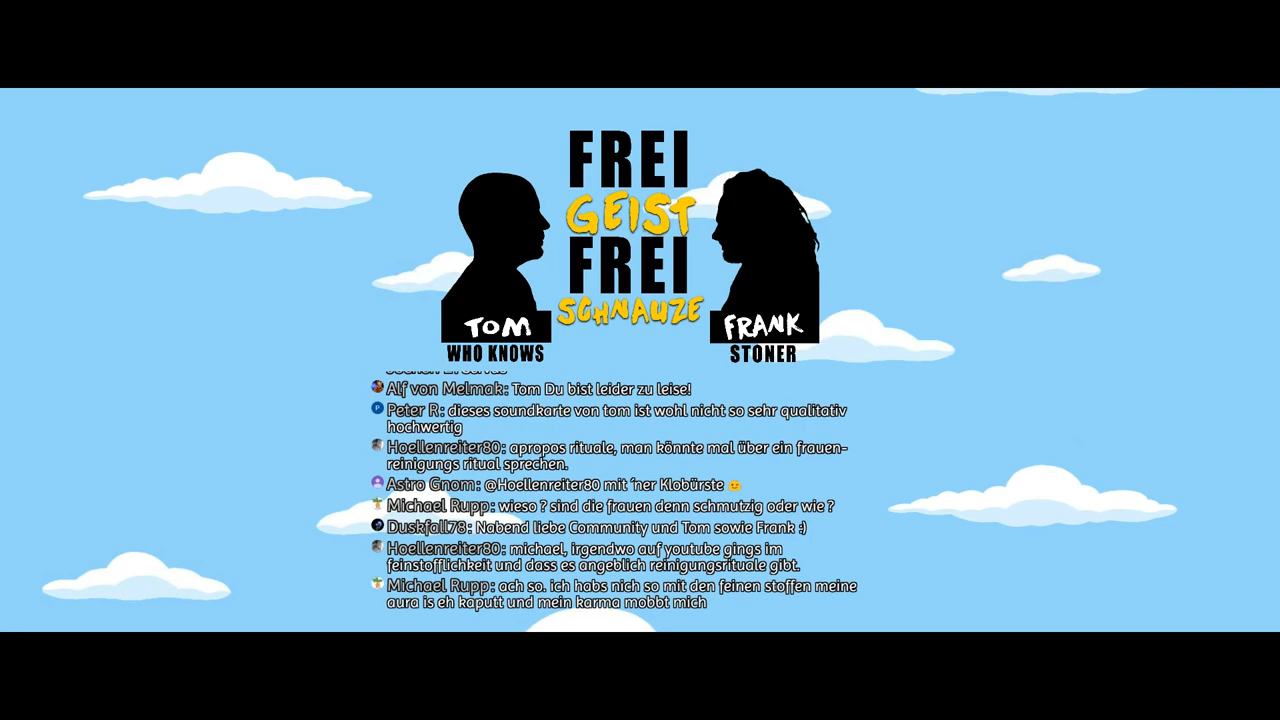 FREI
GEIST
FREI
SCHNAUZE
TOM
WHO KNOWS
FRANK
STONER
Alf von Melmak: Tom Du bist leider zu leise!
P
Peter R: dieses soundkarte von tom ist wohl nicht so sehr qualitativ
hochwertig
Hoellenreiter80: apropos rituale, man könnte mal über ein frauen-
reinigungs ritual sprechen.
Astro Gnom: @Hoellenreiter80 mit ´ner Klobürste 🤗
Michael Rupp: wieso ? sind die frauen denn schmutzig oder wie ?
Duskfall78: Nabend liebe Community und Tom sowie Frank :)
Hoellenreiter80: michael, irgendwo auf youtube gings im
feinstofflichkeit und dass es angeblich reinigungsrituale gibt.
Michael Rupp: ach so. ich habs nich so mit den feinen stoffen meine
aura is eh kaputt und mein karma mobbt mich